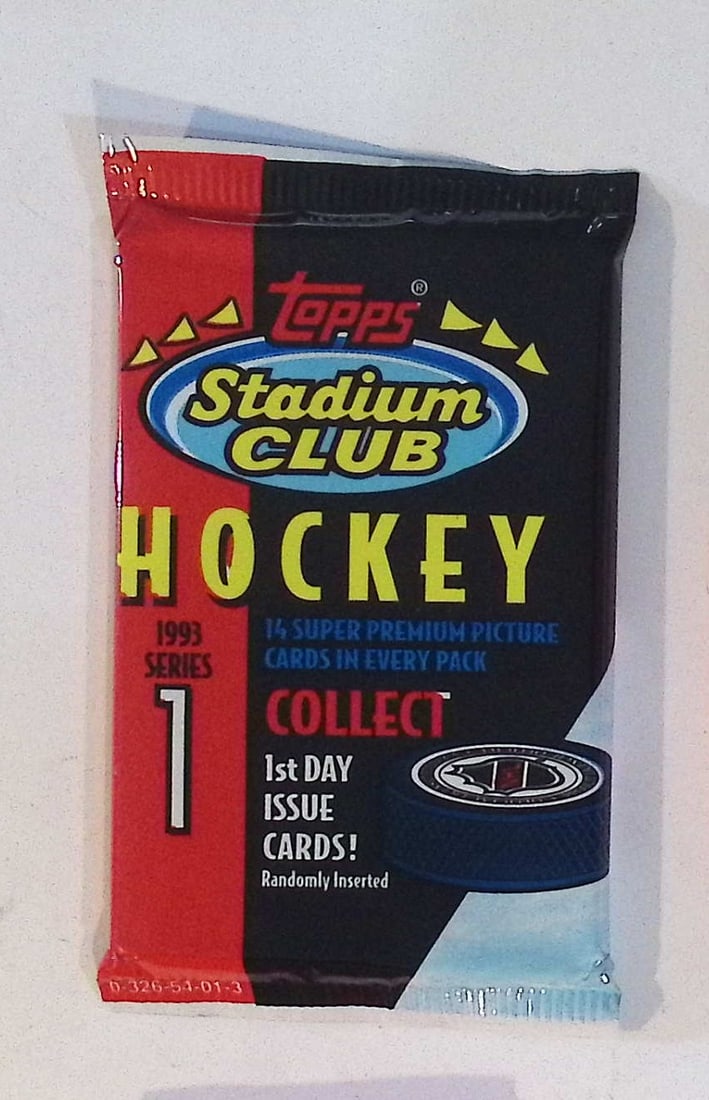 Topps®
Stadium
CLUB
HOCKEY
1993
SERIES
1
14 SUPER PREMIUM PICTURE
CARDS IN EVERY PACK
COLLECT
1st DAY
ISSUE
CARDS!
Randomly Inserted
0-326-54-01-3